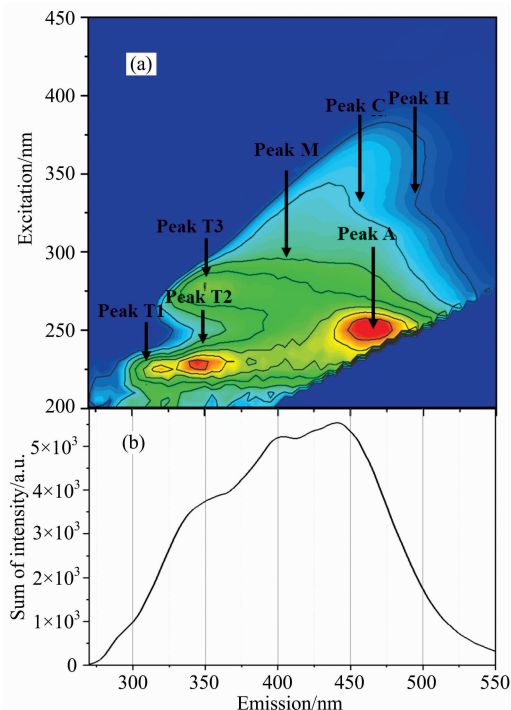 450
(a)
400
Peak C
Peak H
350
Peak M
300
Peak T3
Peak A
Peak T1
Peak T2
250
200
Excitation/nm
(b)
5×10³
4×10³
3×10³
2×10³
1×10³
0
Sum of intensity/a.u.
300
350
400
450
500
550
Emission/nm